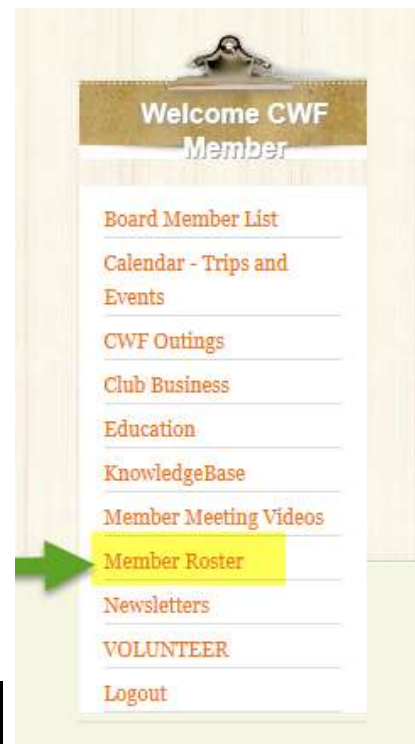 Welcome CWF
Member
Board Member List
Calendar - Trips and
Events
CWF Outings
Club Business
Education
KnowledgeBase
Member Meeting Videos
Member Roster
Newsletters
VOLUNTEER
Logout